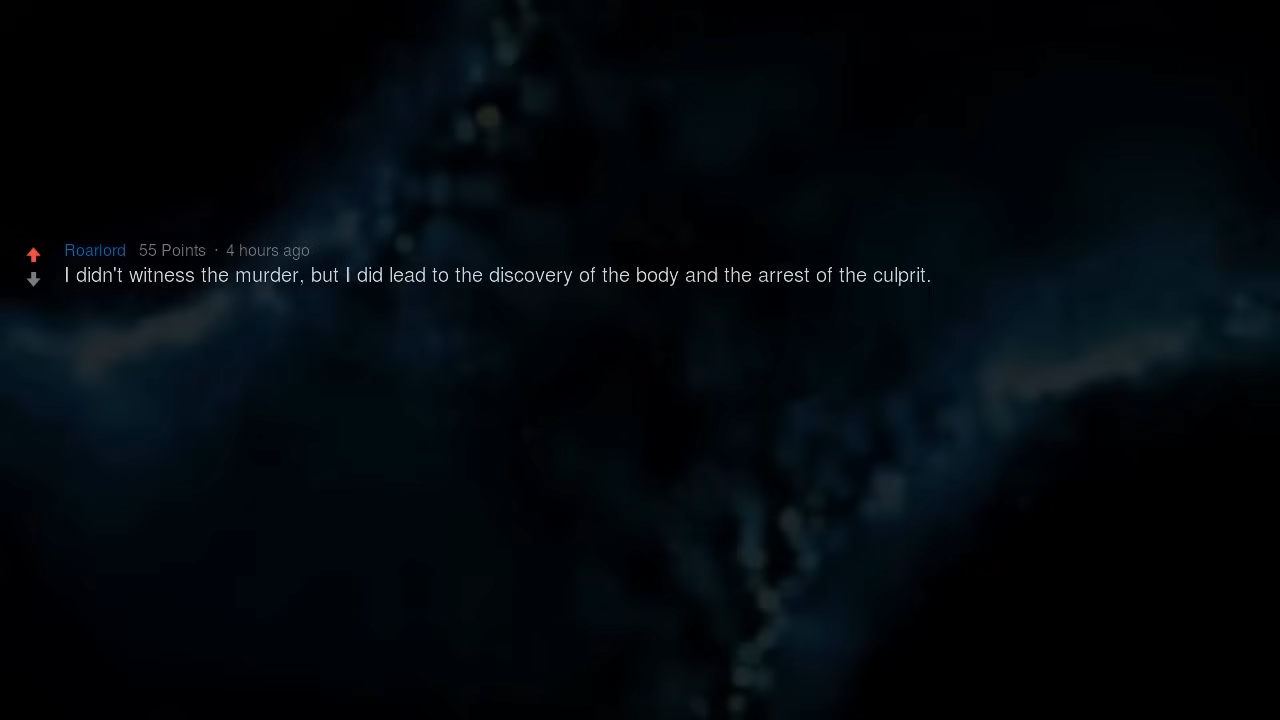 Roarlord 55 Points · 4 hours ago
I didn't witness the murder, but I did lead to the discovery of the body and the arrest of the culprit.